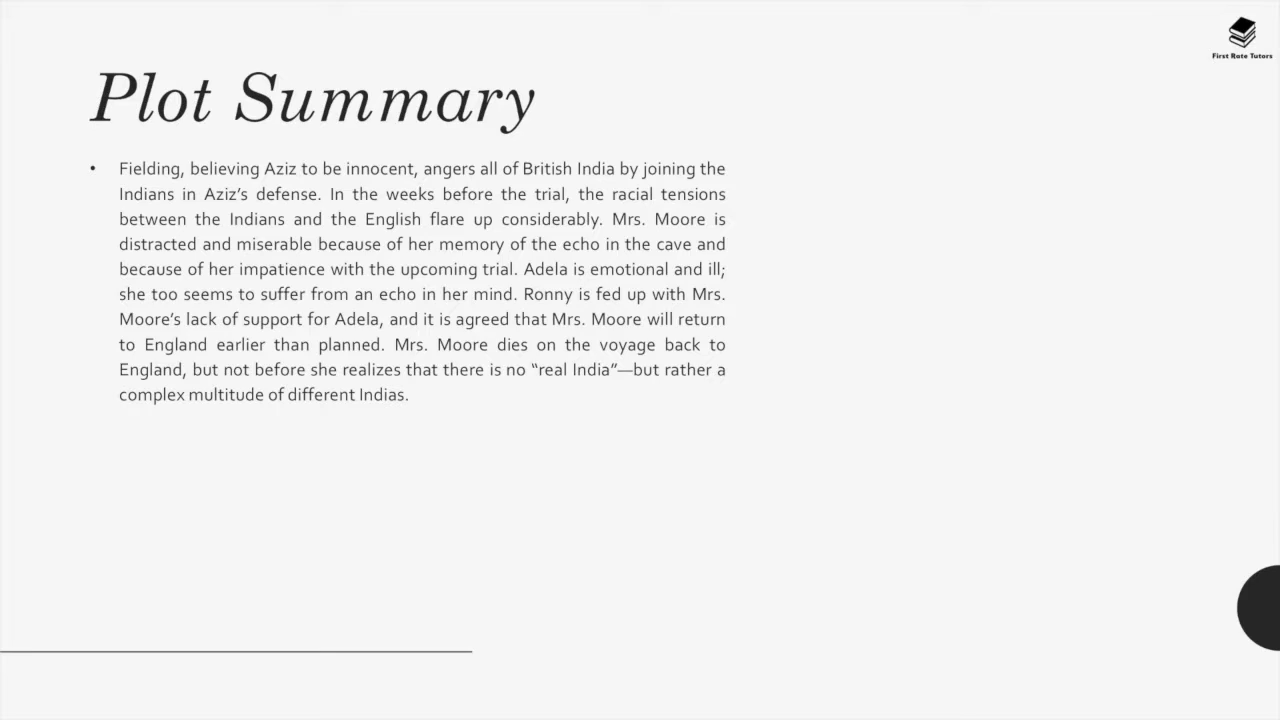 First Rate Tutors
Plot Summary
• Fielding, believing Aziz to be innocent, angers all of British India by joining the
Indians in Aziz’s defense. In the weeks before the trial, the racial tensions
between the Indians and the English flare up considerably. Mrs. Moore is
distracted and miserable because of her memory of the echo in the cave and
because of her impatience with the upcoming trial. Adela is emotional and ill;
she too seems to suffer from an echo in her mind. Ronny is fed up with Mrs.
Moore’s lack of support for Adela, and it is agreed that Mrs. Moore will return
to England earlier than planned. Mrs. Moore dies on the voyage back to
England, but not before she realizes that there is no “real India”—but rather a
complex multitude of different Indias.